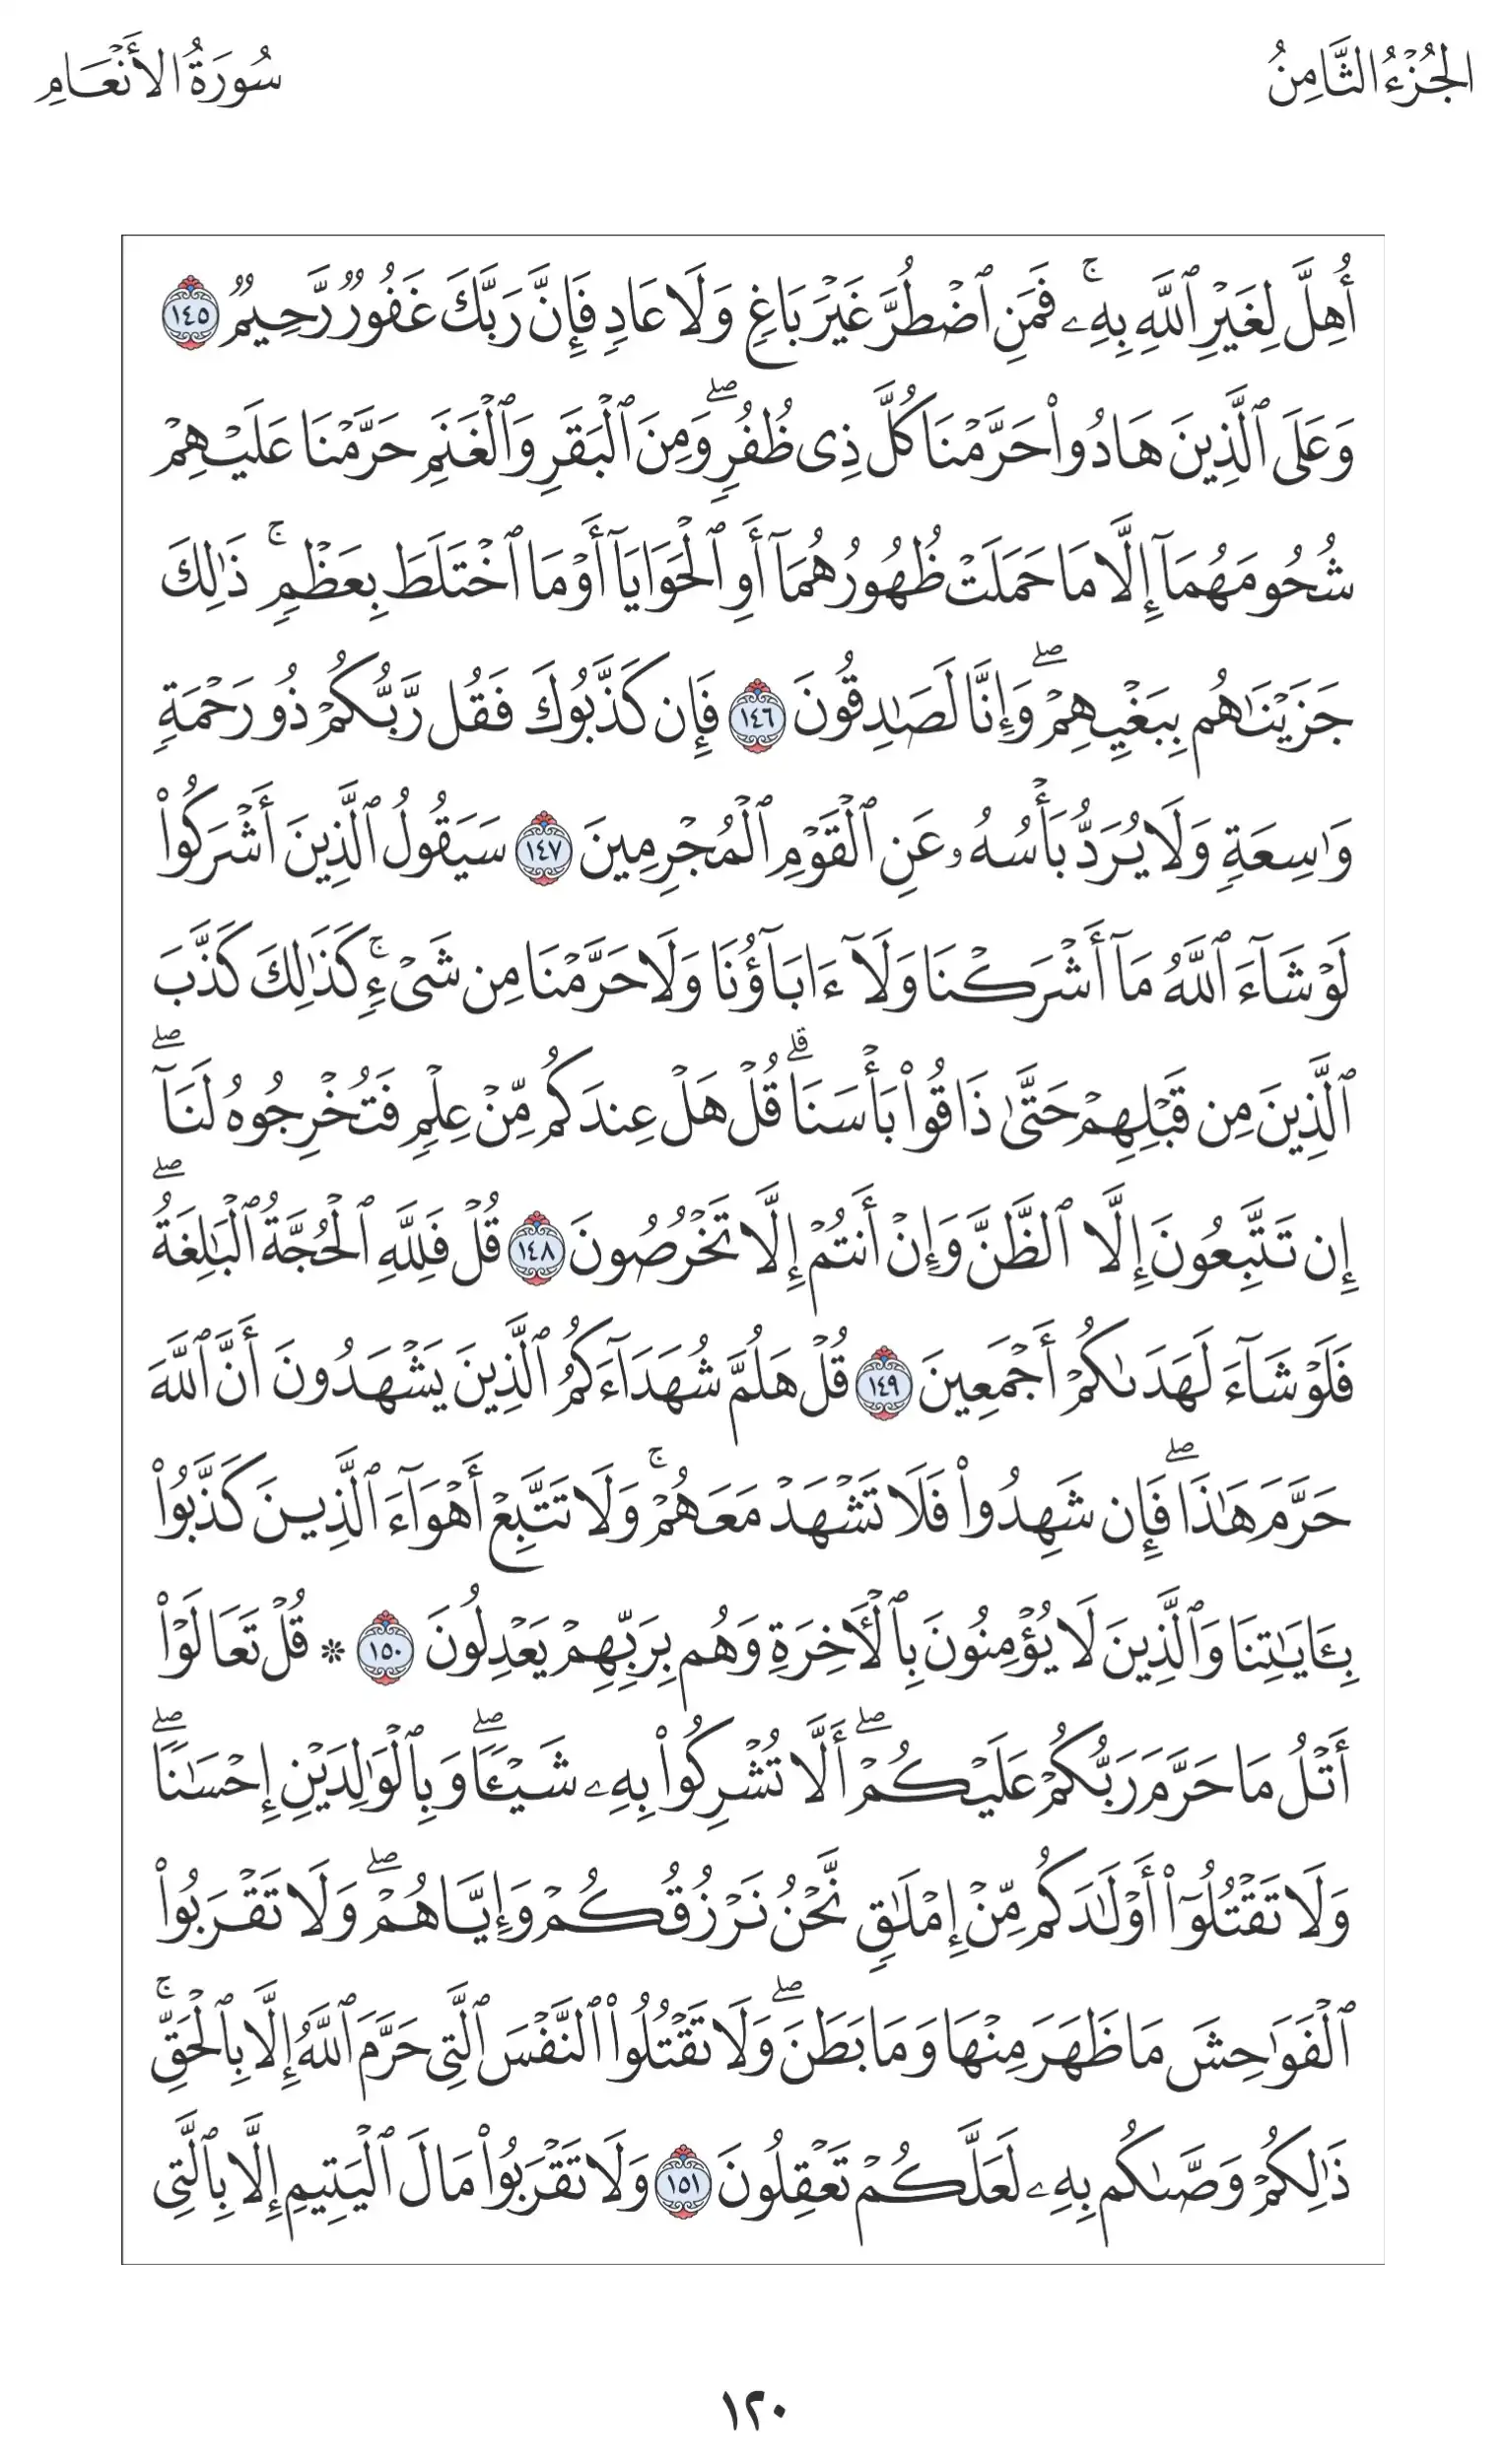 الجُزْءُ الثَّامِنُ
سُورَةُ الأَنْعَامِ
أُهِلَّ لِغَيْرِ ٱللَّهِ بِهِۦۚ فَمَنِ ٱضْطُرَّ غَيْرَ بَاغٍ وَلَا عَادٍ فَإِنَّ رَبَّكَ غَفُورٌ رَّحِيمٌ ١٤٥
وَعَلَى ٱلَّذِينَ هَادُوا۟ حَرَّمْنَا كُلَّ ذِى ظُفُرٍۖ وَمِنَ ٱلْبَقَرِ وَٱلْغَنَمِ حَرَّمْنَا عَلَيْهِمْ
شُحُومَهُمَآ إِلَّا مَا حَمَلَتْ ظُهُورُهُمَآ أَوِ ٱلْحَوَايَآ أَوْ مَا ٱخْتَلَطَ بِعَظْمٍۚ ذَٰلِكَ
جَزَيْنَـٰهُم بِبَغْيِهِمْۖ وَإِنَّا لَصَـٰدِقُونَ ١٤٦ فَإِن كَذَّبُوكَ فَقُل رَّبُّكُمْ ذُو رَحْمَةٍ
وَٰسِعَةٍ وَلَا يُرَدُّ بَأْسُهُۥ عَنِ ٱلْقَوْمِ ٱلْمُجْرِمِينَ ١٤٧ سَيَقُولُ ٱلَّذِينَ أَشْرَكُوا۟
لَوْ شَآءَ ٱللَّهُ مَآ أَشْرَكْنَا وَلَآ ءَابَآؤُنَا وَلَا حَرَّمْنَا مِن شَىْءٍۚ كَذَٰلِكَ كَذَّبَ
ٱلَّذِينَ مِن قَبْلِهِمْ حَتَّىٰ ذَاقُوا۟ بَأْسَنَاۗ قُلْ هَلْ عِندَكُم مِّنْ عِلْمٍ فَتُخْرِجُوهُ لَنَآۖ
إِن تَتَّبِعُونَ إِلَّا ٱلظَّنَّ وَإِنْ أَنتُمْ إِلَّا تَخْرُصُونَ ١٤٨ قُلْ فَلِلَّهِ ٱلْحُجَّةُ ٱلْبَـٰلِغَةُۖ
فَلَوْ شَآءَ لَهَدَىٰكُمْ أَجْمَعِينَ ١٤٩ قُلْ هَلُمَّ شُهَدَآءَكُمُ ٱلَّذِينَ يَشْهَدُونَ أَنَّ ٱللَّهَ
حَرَّمَ هَـٰذَاۖ فَإِن شَهِدُوا۟ فَلَا تَشْهَدْ مَعَهُمْۚ وَلَا تَتَّبِعْ أَهْوَآءَ ٱلَّذِينَ كَذَّبُوا۟
بِـَٔايَـٰتِنَا وَٱلَّذِينَ لَا يُؤْمِنُونَ بِٱلْـَٔاخِرَةِ وَهُم بِرَبِّهِمْ يَعْدِلُونَ ١٥٠ * قُلْ تَعَالَوْا۟
أَتْلُ مَا حَرَّمَ رَبُّكُمْ عَلَيْكُمْۖ أَلَّا تُشْرِكُوا۟ بِهِۦ شَيْـًٔاۖ وَبِٱلْوَٰلِدَيْنِ إِحْسَـٰنًاۖ
وَلَا تَقْتُلُوٓا۟ أَوْلَـٰدَكُم مِّنْ إِمْلَـٰقٍ نَّحْنُ نَرْزُقُكُمْ وَإِيَّاهُمْۖ وَلَا تَقْرَبُوا۟
ٱلْفَوَٰحِشَ مَا ظَهَرَ مِنْهَا وَمَا بَطَنَۖ وَلَا تَقْتُلُوا۟ ٱلنَّفْسَ ٱلَّتِى حَرَّمَ ٱللَّهُ إِلَّا بِٱلْحَقِّۚ
ذَٰلِكُمْ وَصَّىٰكُم بِهِۦ لَعَلَّكُمْ تَعْقِلُونَ ١٥١ وَلَا تَقْرَبُوا۟ مَالَ ٱلْيَتِيمِ إِلَّا بِٱلَّتِى
١٢٠